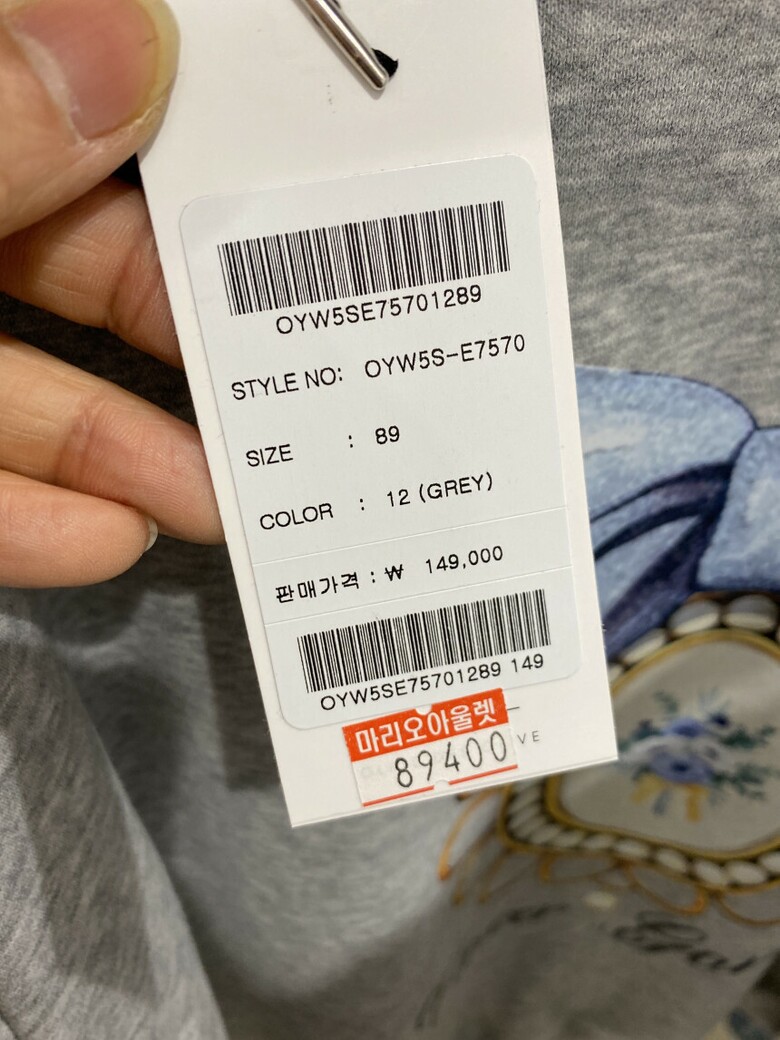 OYW5SE75701289
STYLE NO: OYW5S-E7570
SIZE : 89
COLOR : 12 (GREY)
판매가격 : ₩ 149,000
OYW5SE75701289 149
마리오아울렛
89400
VE